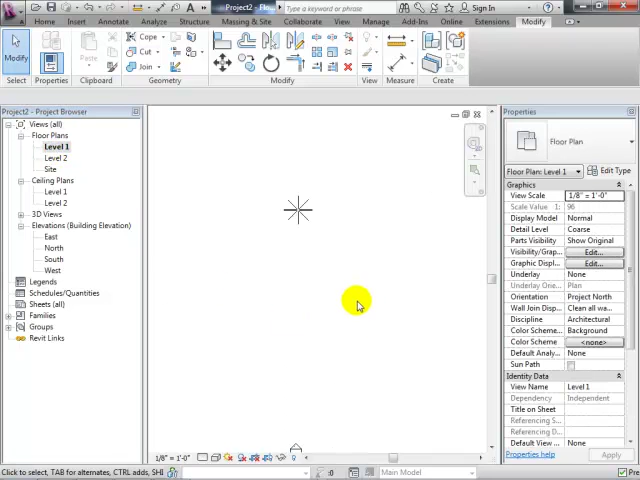 Project2 - Flo...
Type a keyword or phrase
Sign In
Home Insert Annotate Analyze Structure Massing & Site Collaborate View Manage Add-Ins Online Extensions Modify
Modify
Cope
Cut
Join
Select Properties Clipboard Geometry Modify View Measure Create
Properties
Paste
Project2 - Project Browser
Views (all)
Floor Plans
Level 1
Level 2
Site
Ceiling Plans
Level 1
Level 2
3D Views
Elevations (Building Elevation)
East
North
South
West
Legends
Schedules/Quantities
Sheets (all)
Families
Groups
Revit Links
Properties
Floor Plan
Floor Plan: Level 1 Edit Type
Graphics
View Scale 1/8" = 1'-0"
Scale Value 1: 96
Display Model Normal
Detail Level Coarse
Parts Visibility Show Original
Visibility/Grap... Edit...
Graphic Displ... Edit...
Underlay None
Underlay Orie... Plan
Orientation Project North
Wall Join Disp... Clean all wa...
Discipline Architectural
Color Scheme... Background
Color Scheme <none>
Default Analy... None
Sun Path
Identity Data
View Name Level 1
Dependency Independent
Title on Sheet
Referencing S...
Referencing D...
Default View ... None
Properties help Apply
1/8" = 1'-0"
Click to select, TAB for alternates, CTRL adds, SHI :0 Main Model Pre